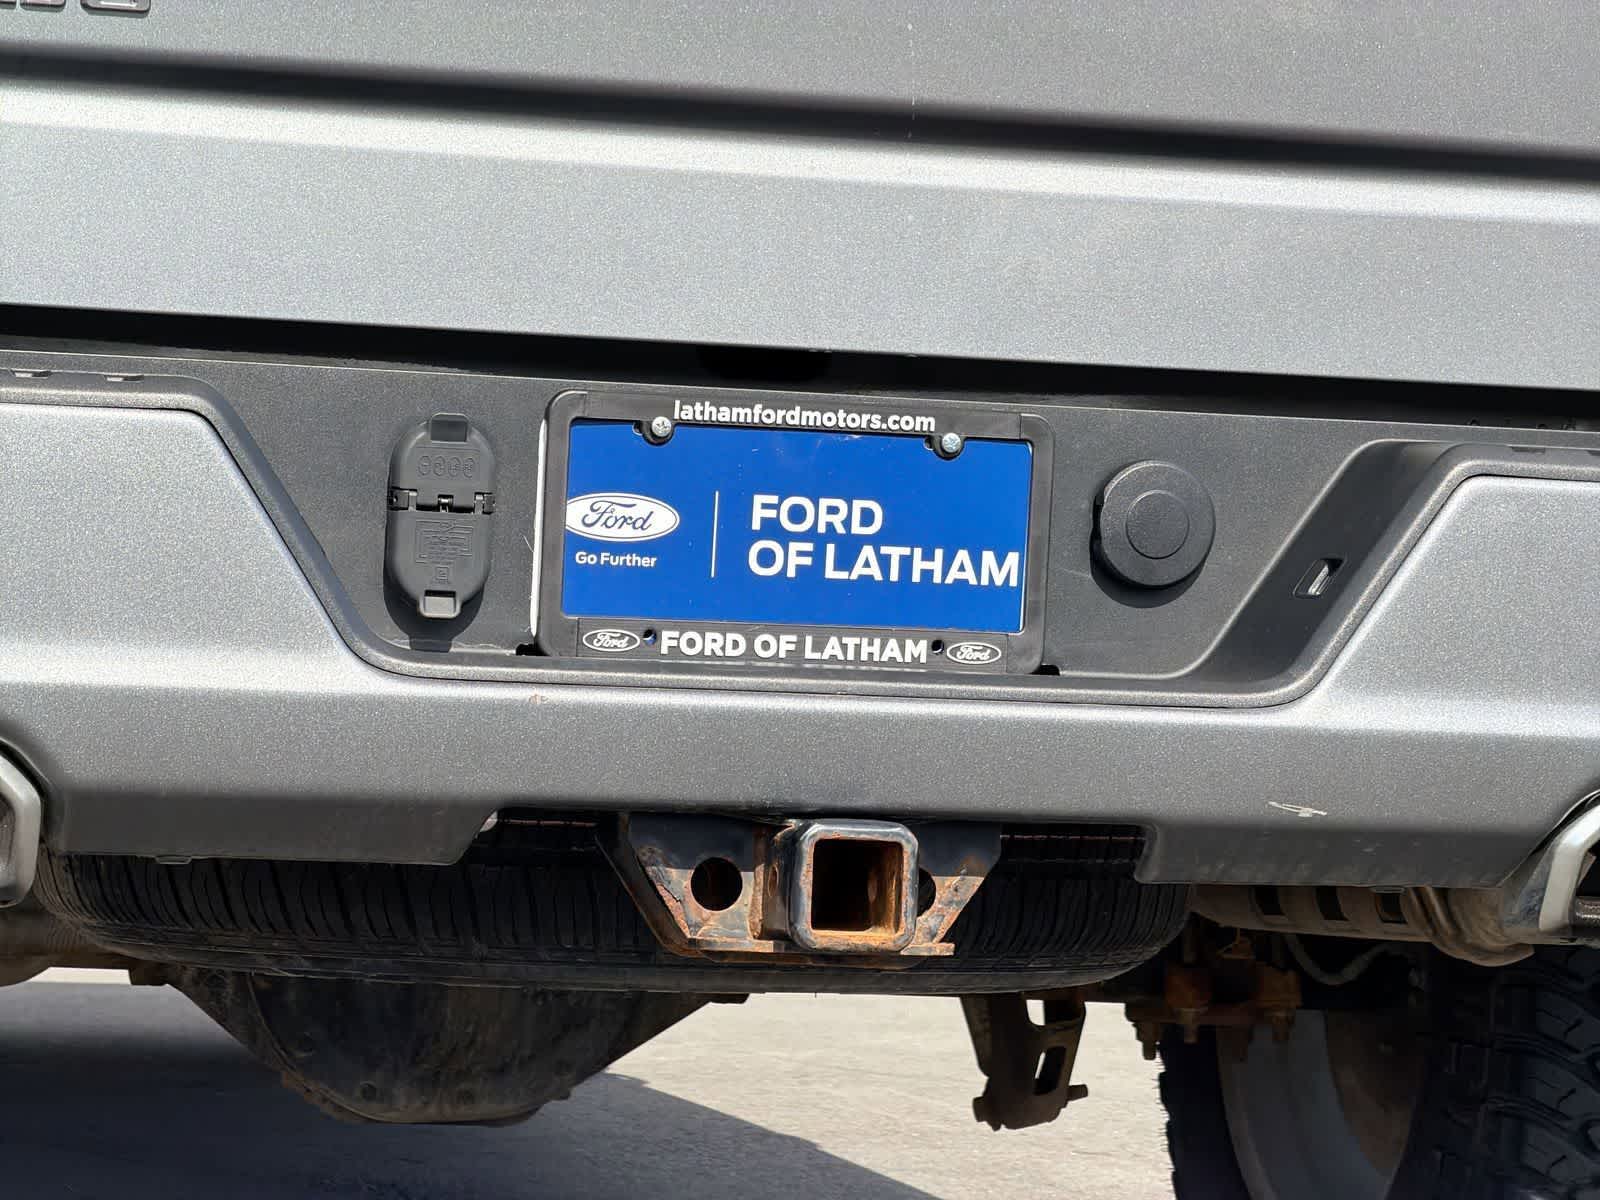 lathamfordmotors.com
Ford
Go Further
FORD
OF LATHAM
Ford FORD OF LATHAM Ford